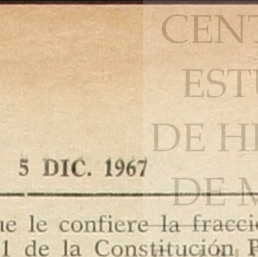 CENT
ESTU
DE HI
DE M
5 DIC. 1967
ue le confiere la fracci
1 de la Constitución P